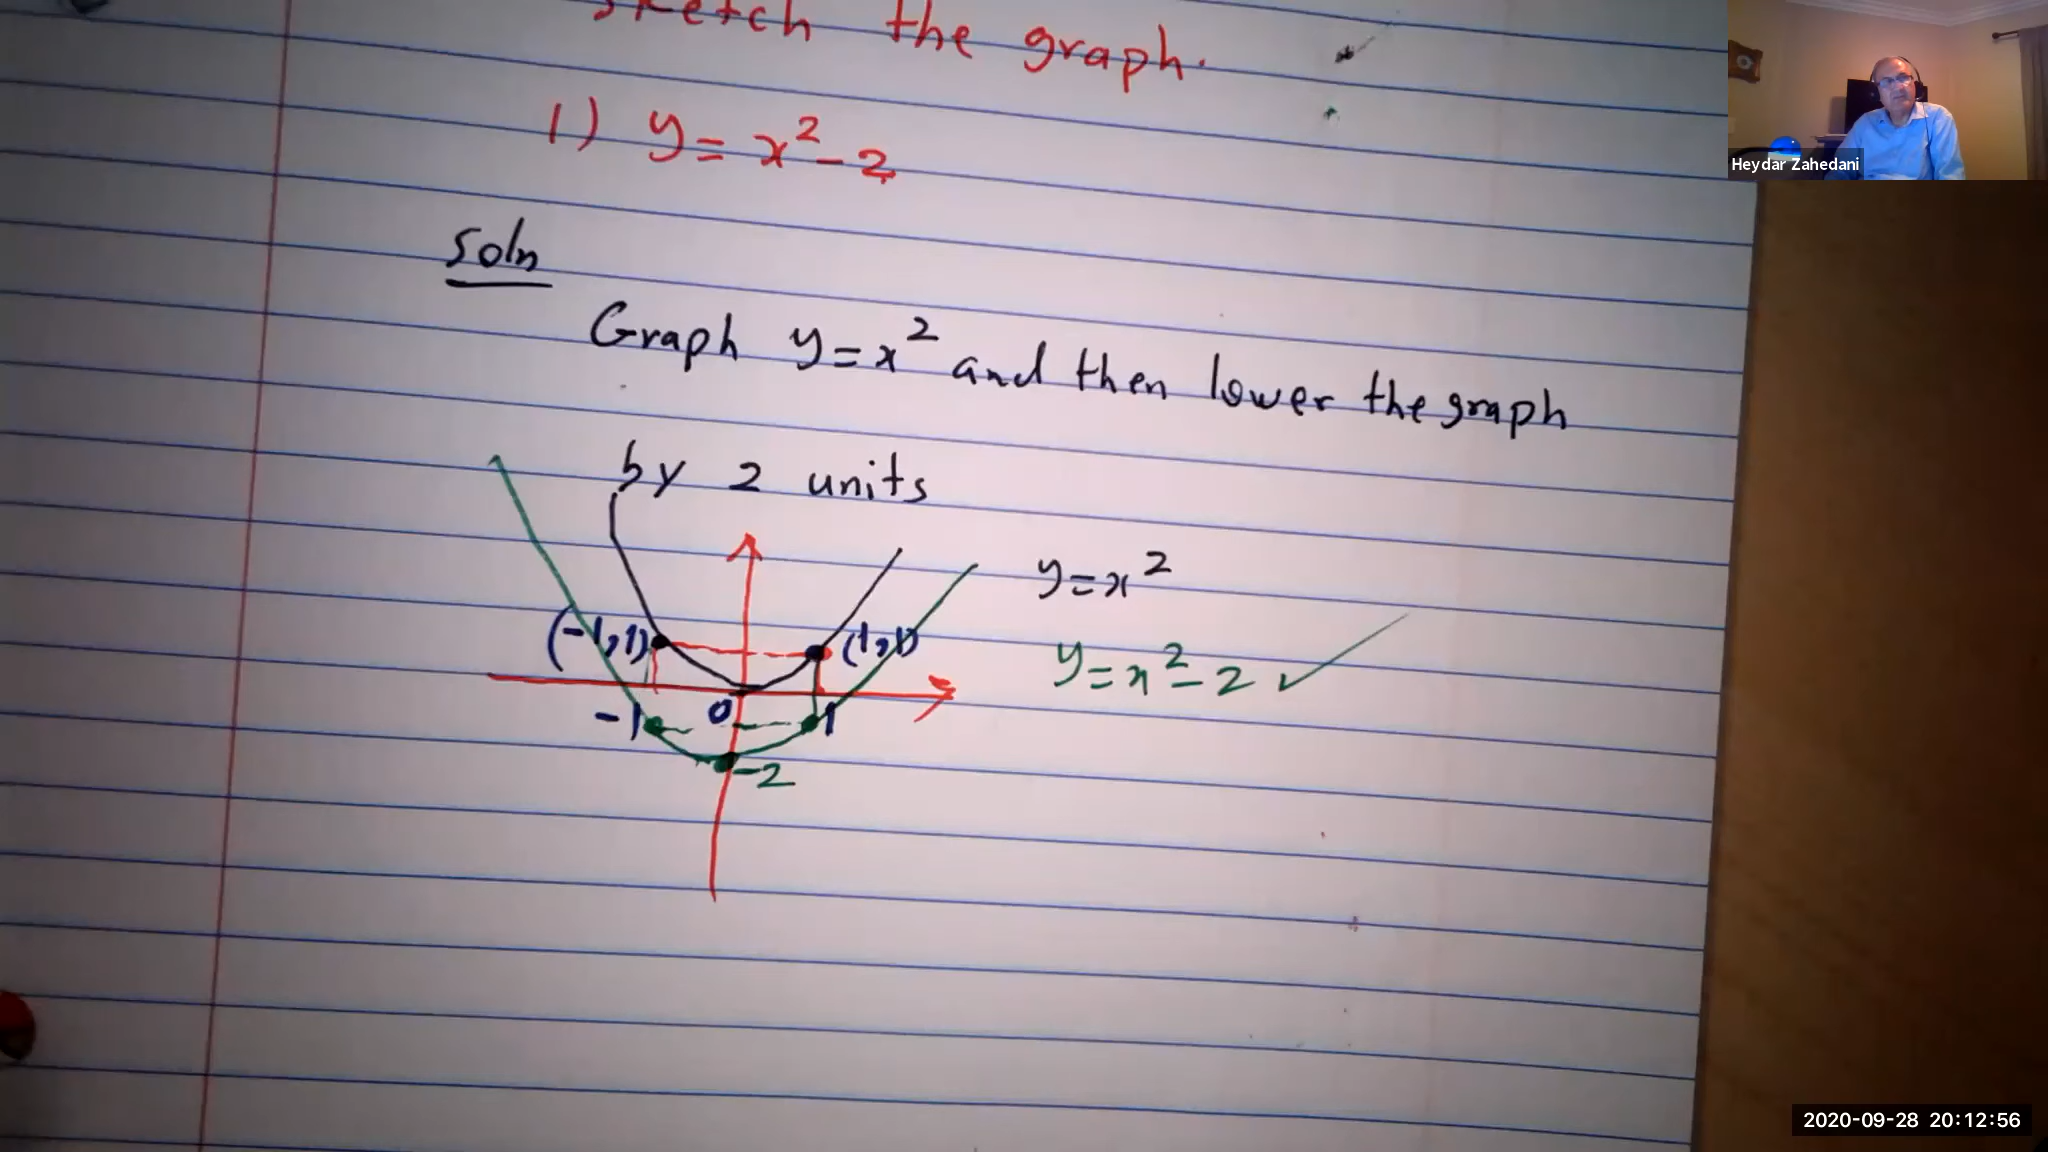 sketch the graph.
1) y = x² - 2
Soln
Graph y = x² and then lower the graph
by 2 units
y = x²
(-1,1) (1,1)
y = x² - 2 ✓
-1 0 1
-2
Heydar Zahedani
2020-09-28 20:12:56